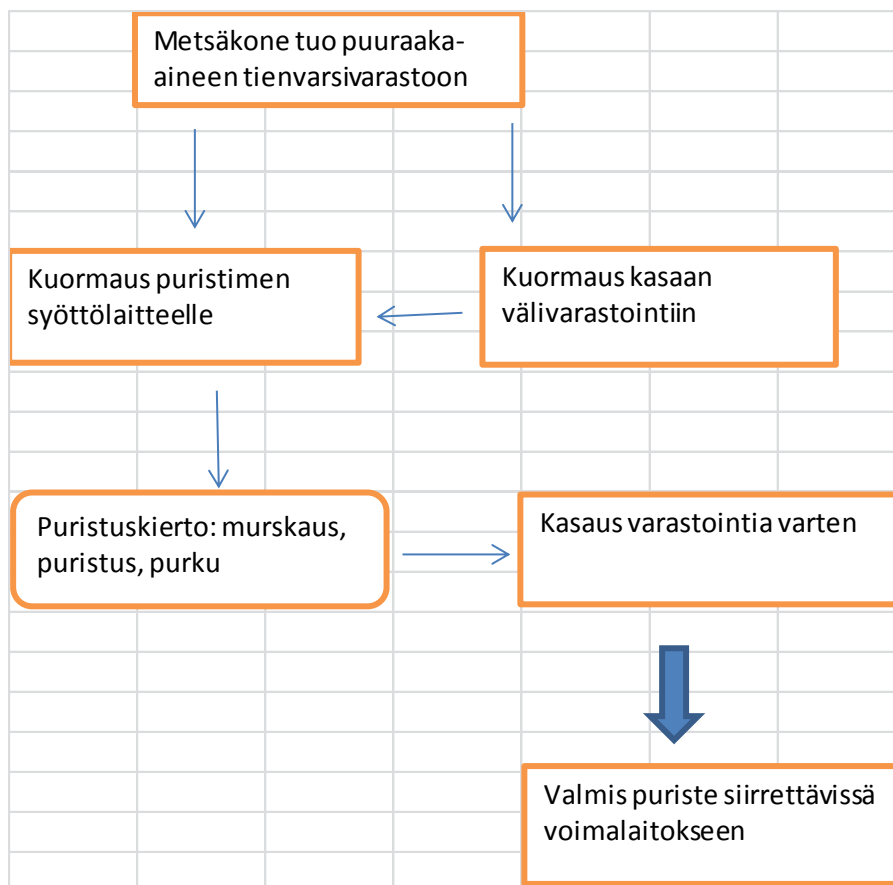 Metsäkone tuo puuraaka-
aineen tienvarsivarastoon
Kuormaus puristimen
syöttölaitteelle
Kuormaus kasaan
välivarastointiin
Puristuskierto: murskaus,
puristus, purku
Kasaus varastointia varten
Valmis puriste siirrettävissä
voimalaitokseen